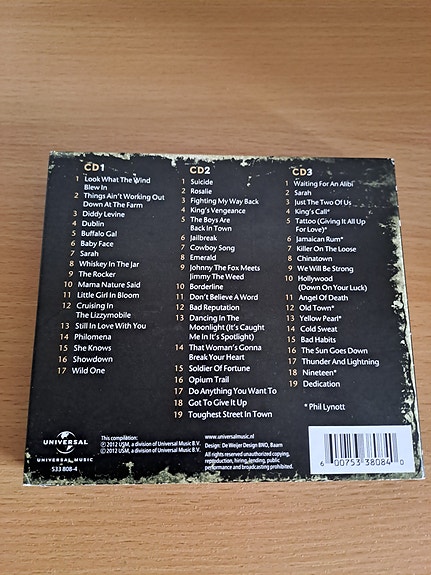 CD1
1 Look What The Wind
Blew In
2 Things Ain't Working Out
Down At The Farm
3 Diddy Levine
4 Dublin
5 Buffalo Gal
6 Baby Face
7 Sarah
8 Whiskey In The Jar
9 The Rocker
10 Mama Nature Said
11 Little Girl In Bloom
12 Cruising In
The Lizzymobile
13 Still In Love With You
14 Philomena
15 She Knows
16 Showdown
17 Wild One
CD2
1 Suicide
2 Rosalie
3 Fighting My Way Back
4 King's Vengeance
5 The Boys Are
Back In Town
6 Jailbreak
7 Cowboy Song
8 Emerald
9 Johnny The Fox Meets
Jimmy The Weed
10 Borderline
11 Don't Believe A Word
12 Bad Reputation
13 Dancing In The
Moonlight (It's Caught
Me In It's Spotlight)
14 That Woman's Gonna
Break Your Heart
15 Soldier Of Fortune
16 Opium Trail
17 Do Anything You Want To
18 Got To Give It Up
19 Toughest Street In Town
CD3
1 Waiting For An Alibi
2 Sarah
3 Just The Two Of Us
4 King's Call*
5 Tattoo (Giving It All Up
For Love)*
6 Jamaican Rum*
7 Killer On The Loose
8 Chinatown
9 We Will Be Strong
10 Hollywood
(Down On Your Luck)
11 Angel Of Death
12 Old Town*
13 Yellow Pearl*
14 Cold Sweat
15 Bad Habits
16 The Sun Goes Down
17 Thunder And Lightning
18 Nineteen*
19 Dedication
* Phil Lynott
UNIVERSAL
UNIVERSAL MUSIC
533 808-4
This compilation:
℗ 2012 USM, a division of Universal Music B.V.
© 2012 USM, a division of Universal Music B.V.
www.universalmusic.nl
Design: De Weijer Design BNO, Baarn
All rights reserved unauthorized copying,
reproduction, hiring, lending, public
performance and broadcasting prohibited.
6 00753 38084 0